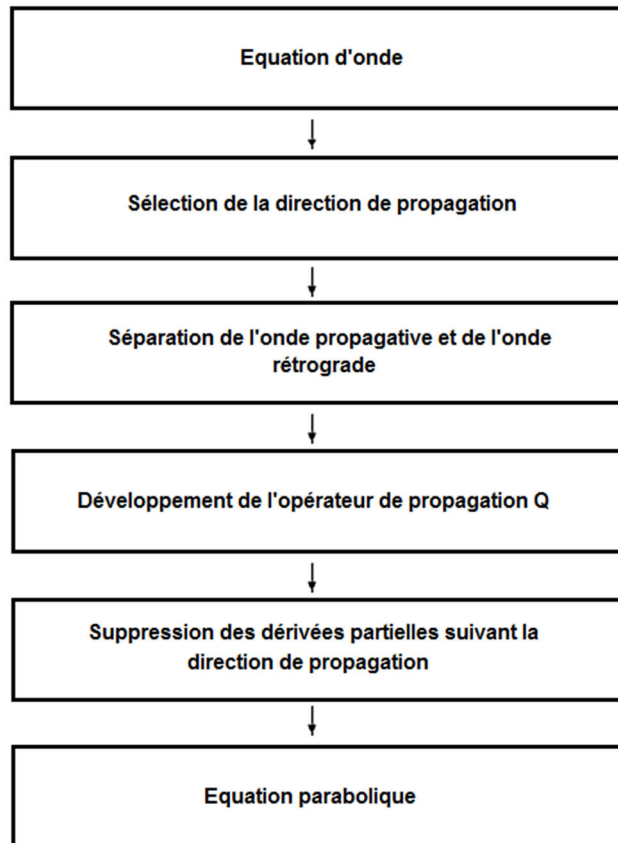 Equation d'onde
Sélection de la direction de propagation
Séparation de l'onde propagative et de l'onde
rétrograde
Développement de l'opérateur de propagation Q
Suppression des dérivées partielles suivant la
direction de propagation
Equation parabolique